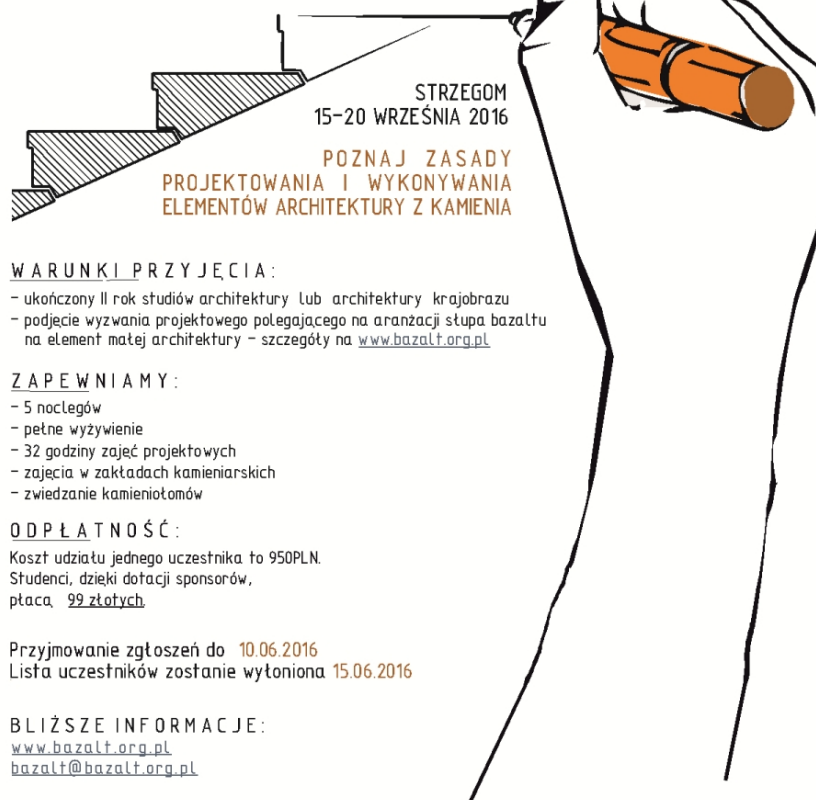 STRZEGOM
15-20 WRZEŚNIA 2016
POZNAJ ZASADY
PROJEKTOWANIA I WYKONYWANIA
ELEMENTÓW ARCHITEKTURY Z KAMIENIA
WARUNKI PRZYJĘCIA:
- ukończony II rok studiów architektury lub architektury krajobrazu
- podjęcie wyzwania projektowego polegającego na aranżacji słupa bazaltu
na element małej architektury - szczegóły na www.bazalt.org.pl
ZAPEWNIAMY:
- 5 noclegów
- pełne wyżywienie
- 32 godziny zajęć projektowych
- zajęcia w zakładach kamieniarskich
- zwiedzanie kamieniołomów
ODPŁATNOŚĆ:
Koszt udziału jednego uczestnika to 950PLN.
Studenci, dzięki dotacji sponsorów,
płacą 99 złotych.
Przyjmowanie zgłoszeń do 10.06.2016
Lista uczestników zostanie wyłoniona 15.06.2016
BLIŻSZE INFORMACJE:
www.bazalt.org.pl
bazalt@bazalt.org.pl